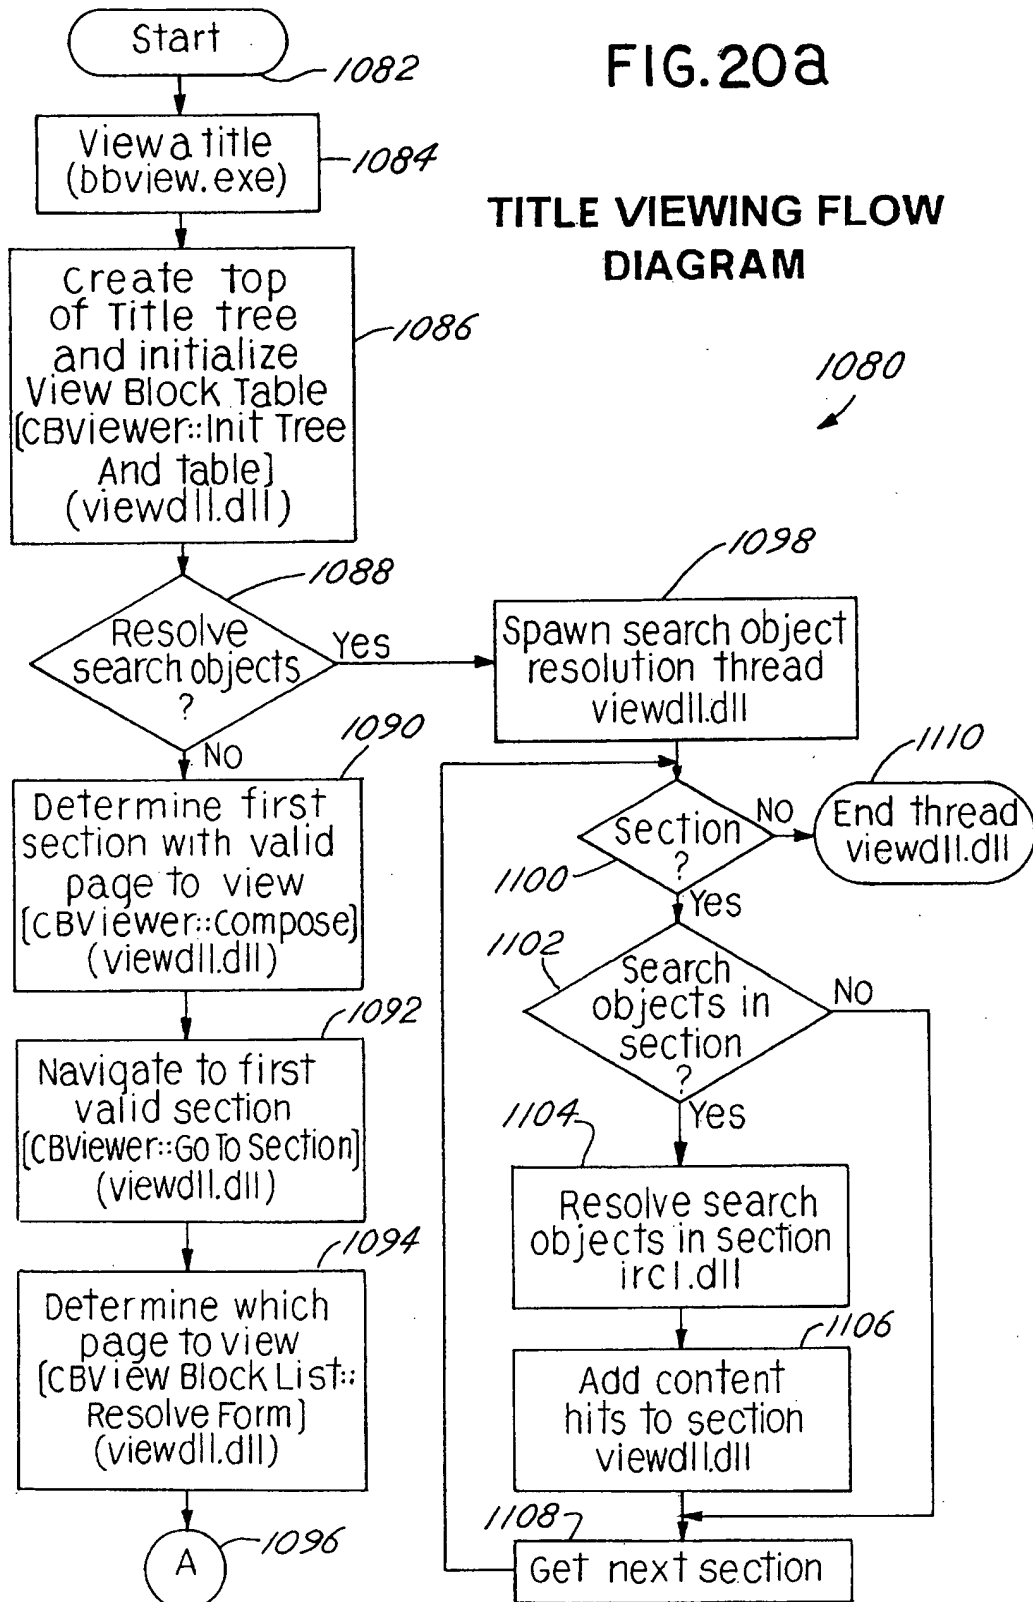 Start
1082
FIG.20a
View a title
(bbview.exe)
1084
TITLE VIEWING FLOW
DIAGRAM
Create top
of Title tree
and initialize
View Block Table
[CBViewer::Init Tree
And table]
(viewdll.dll)
1086
1080
1088
Resolve
search objects
?
Yes
No
1098
Spawn search object
resolution thread
viewdll.dll
1090
Determine first
section with valid
page to view
[CBViewer::Compose]
(viewdll.dll)
Section
?
1100
No
Yes
1110
End thread
viewdll.dll
1102
Search
objects in
section
?
NO
Yes
1092
Navigate to first
valid section
[CBViewer::Go To Section]
(viewdll.dll)
1104
Resolve search
objects in section
ircl.dll
1094
Determine which
page to view
[CBView Block List::
Resolve Form]
(viewdll.dll)
1106
Add content
hits to section
viewdll.dll
1108
Get next section
A
1096